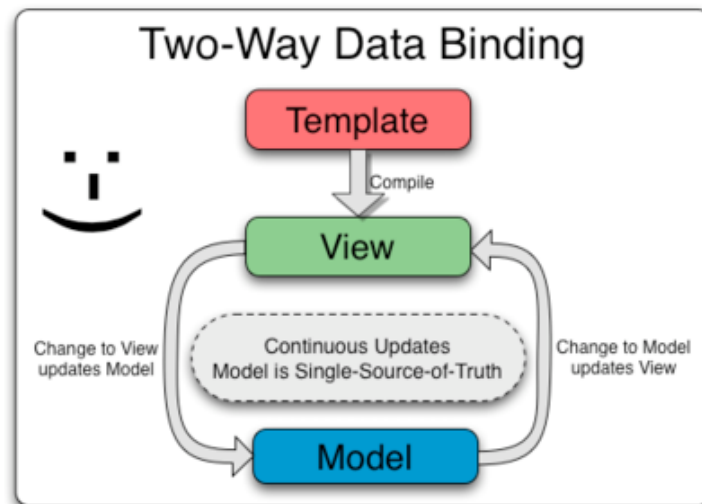 Two-Way Data Binding
Template
Compile
View
Change to View
updates Model
Continuous Updates
Model is Single-Source-of-Truth
Change to Model
updates View
Model